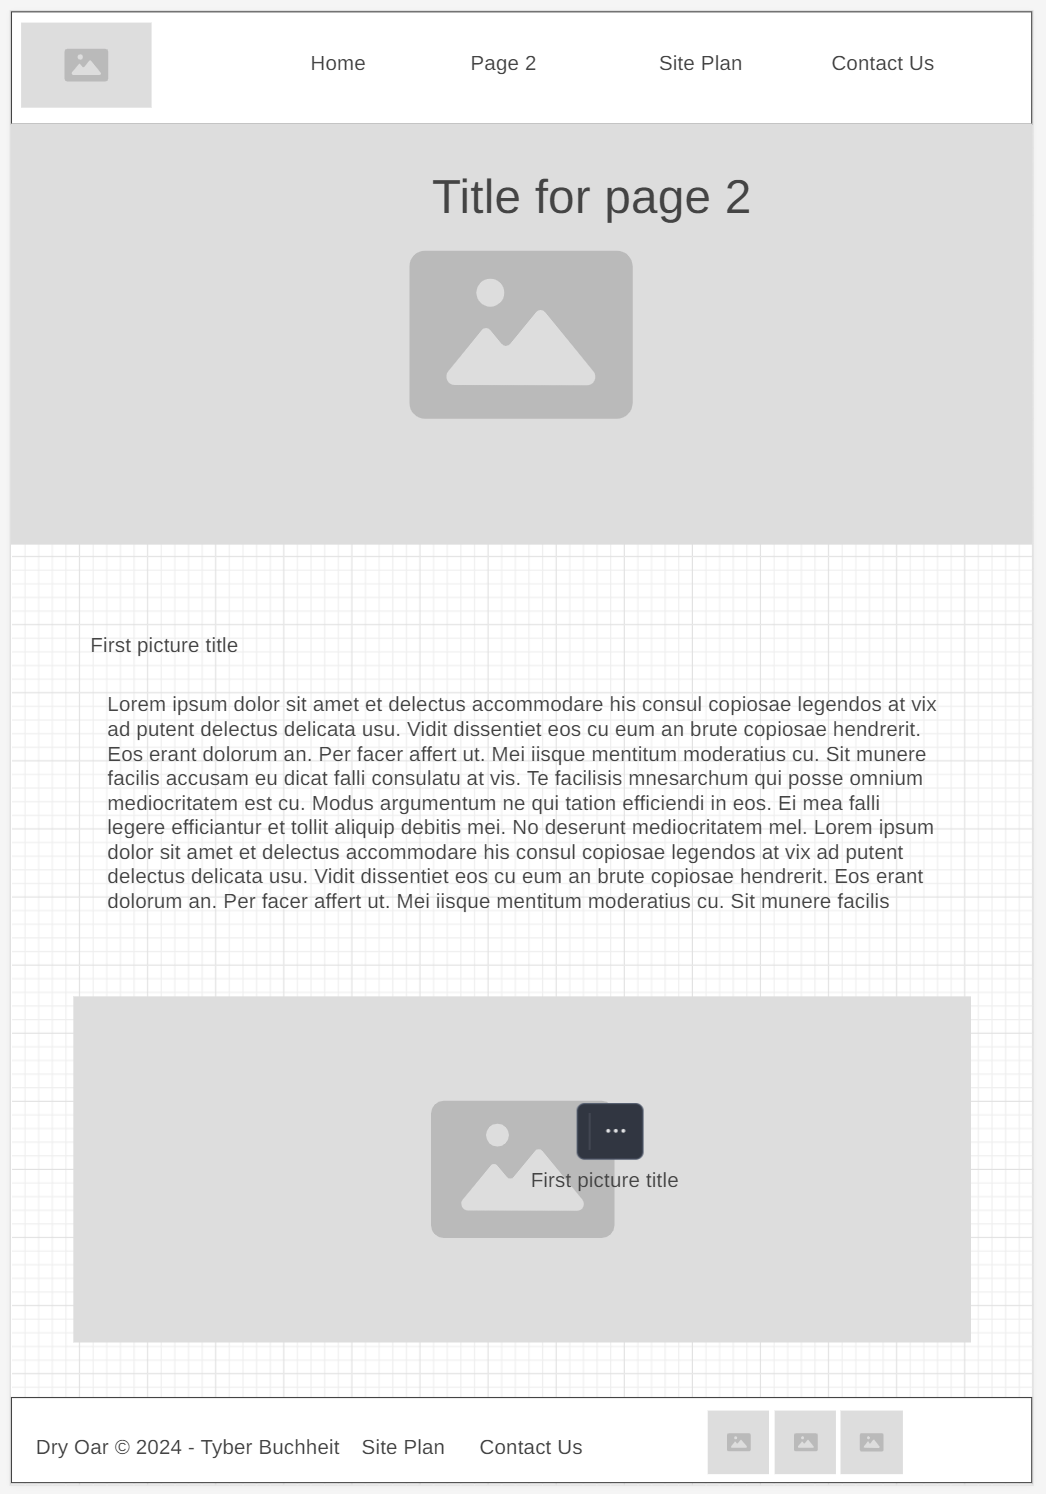 Home Page 2 Site Plan Contact Us
Title for page 2
First picture title
Lorem ipsum dolor sit amet et delectus accommodare his consul copiosae legendos at vix
ad putent delectus delicata usu. Vidit dissentiet eos cu eum an brute copiosae hendrerit.
Eos erant dolorum an. Per facer affert ut. Mei iisque mentitum moderatius cu. Sit munere
facilis accusam eu dicat falli consulatu at vis. Te facilisis mnesarchum qui posse omnium
mediocritatem est cu. Modus argumentum ne qui tation efficiendi in eos. Ei mea falli
legere efficiantur et tollit aliquip debitis mei. No deserunt mediocritatem mel. Lorem ipsum
dolor sit amet et delectus accommodare his consul copiosae legendos at vix ad putent
delectus delicata usu. Vidit dissentiet eos cu eum an brute copiosae hendrerit. Eos erant
dolorum an. Per facer affert ut. Mei iisque mentitum moderatius cu. Sit munere facilis
First picture title
Dry Oar © 2024 - Tyber Buchheit Site Plan Contact Us